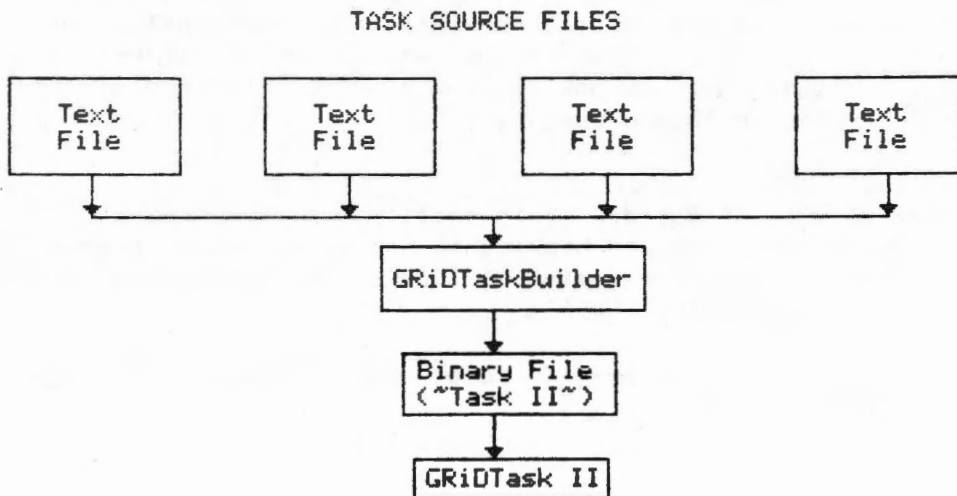 TASK SOURCE FILES
Text
File
Text
File
Text
File
Text
File
GRiDTaskBuilder
Binary File
(~Task II~)
GRiDTask II